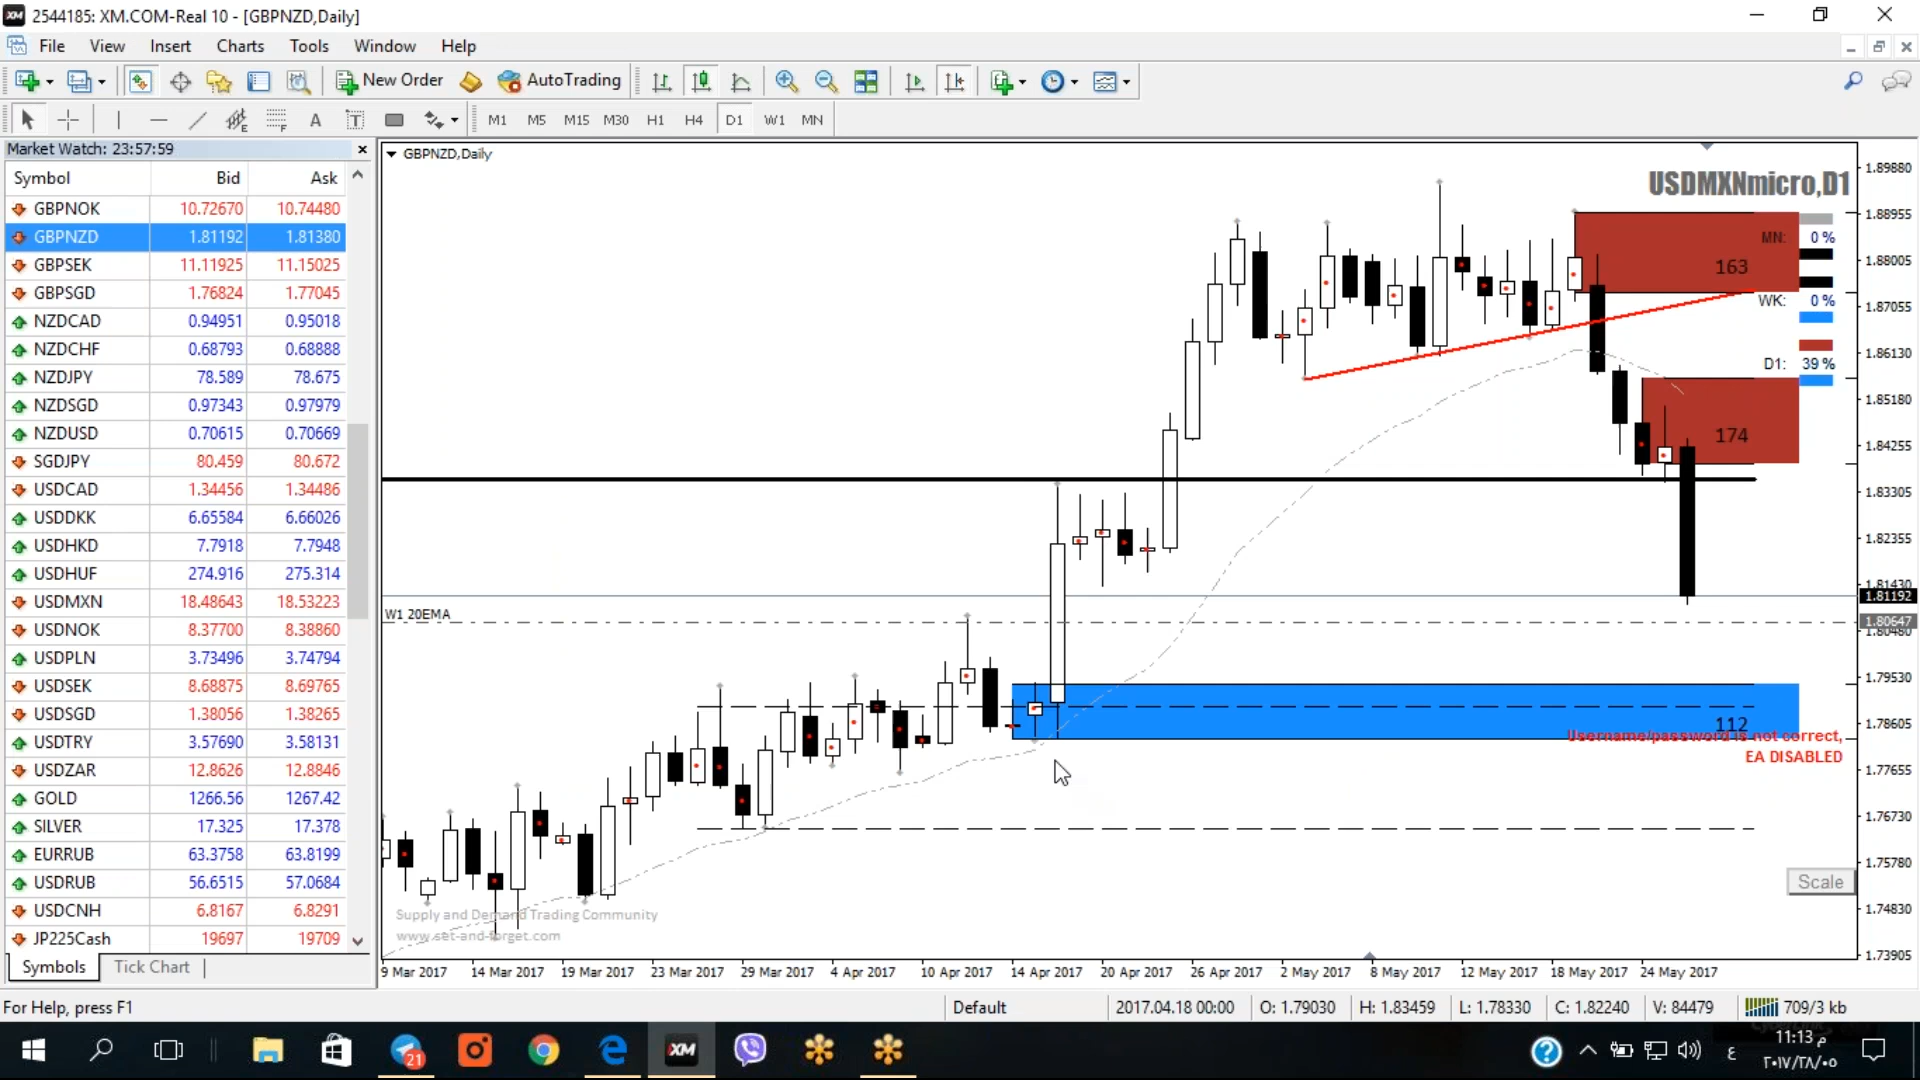 2544185: XM.COM-Real 10 - [GBPNZD,Daily]
File View Insert Charts Tools Window Help
New Order AutoTrading
M1 M5 M15 M30 H1 H4 D1 W1 MN
Market Watch: 23:57:59
Symbol Bid Ask
GBPNOK 10.72670 10.74480
GBPNZD 1.81192 1.81380
GBPSEK 11.11925 11.15025
GBPSGD 1.76824 1.77045
NZDCAD 0.94951 0.95018
NZDCHF 0.68793 0.68888
NZDJPY 78.589 78.675
NZDSGD 0.97343 0.97979
NZDUSD 0.70615 0.70669
SGDJPY 80.459 80.672
USDCAD 1.34456 1.34486
USDDKK 6.65584 6.66026
USDHKD 7.7918 7.7948
USDHUF 274.916 275.314
USDMXN 18.48643 18.53223
USDNOK 8.37700 8.38860
USDPLN 3.73496 3.74794
USDSEK 8.68875 8.69765
USDSGD 1.38056 1.38265
USDTRY 3.57690 3.58131
USDZAR 12.8626 12.8846
GOLD 1266.56 1267.42
SILVER 17.325 17.378
EURRUB 63.3758 63.8199
USDRUB 56.6515 57.0684
USDCNH 6.8167 6.8291
JP225Cash 19697 19709
Symbols Tick Chart
GBPNZD,Daily
USDMXNmicro,D1
MN: 0 %
163
WK: 0 %
D1: 39 %
174
W1 20EMA
112
Username/password is not correct,
EA DISABLED
Scale
Supply and Demand Trading Community
www.set-and-forget.com
1.89880
1.88955
1.88005
1.87055
1.86130
1.85180
1.84255
1.83305
1.82355
1.81430
1.81192
1.80647
1.80480
1.79530
1.78605
1.77655
1.76730
1.75780
1.74830
1.73905
9 Mar 2017 14 Mar 2017 19 Mar 2017 23 Mar 2017 29 Mar 2017 4 Apr 2017 10 Apr 2017 14 Apr 2017 20 Apr 2017 26 Apr 2017 2 May 2017 8 May 2017 12 May 2017 18 May 2017 24 May 2017
For Help, press F1 Default 2017.04.18 00:00 O: 1.79030 H: 1.83459 L: 1.78330 C: 1.82240 V: 84479 709/3 kb
21
XM
ع
11:13 م
٢٠١٧/٢٨/٠٥